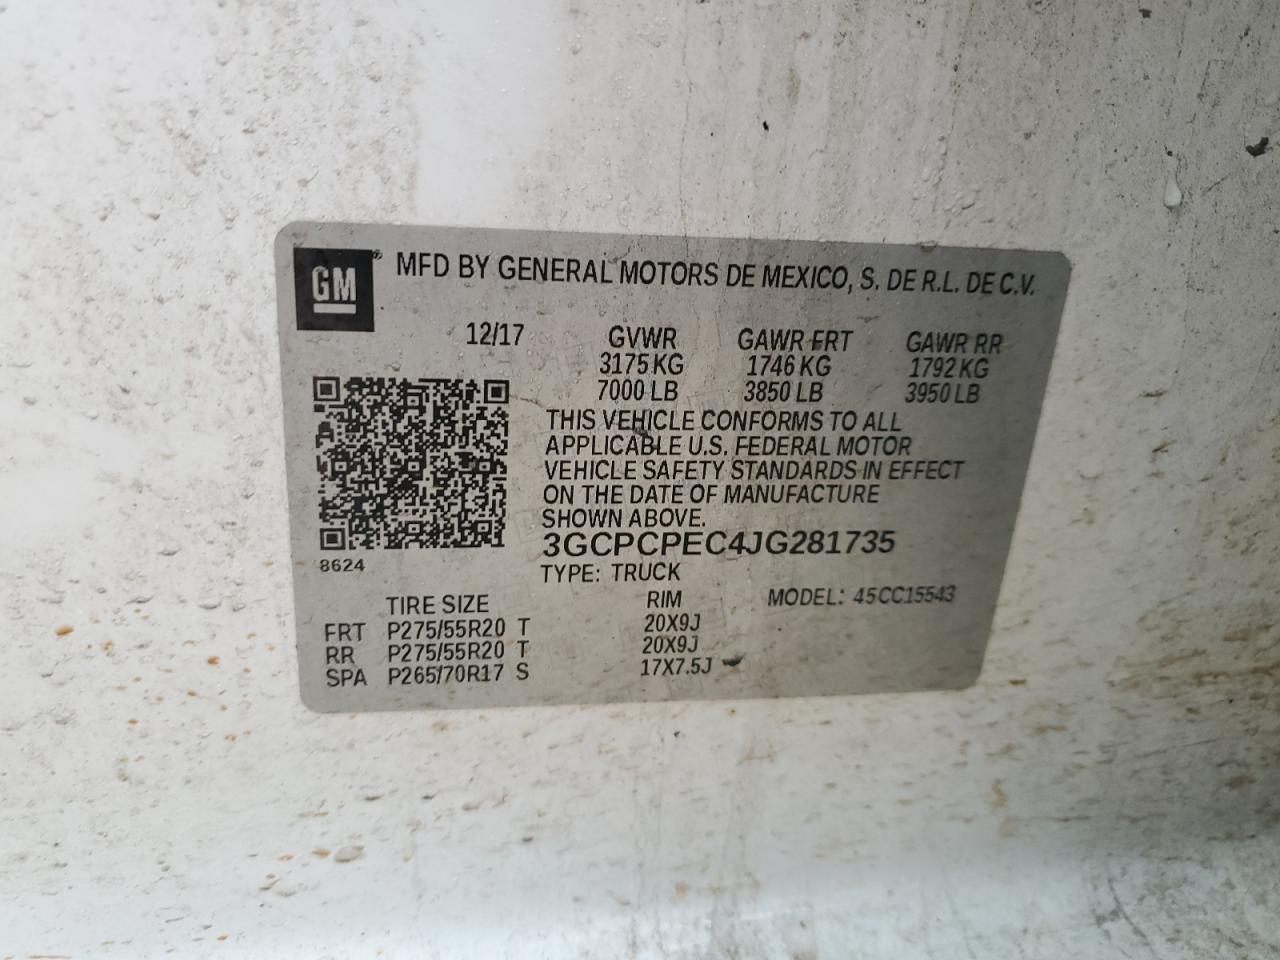 GM
MFD BY GENERAL MOTORS DE MEXICO, S. DE R.L. DE C.V.
12/17 GVWR GAWR FRT GAWR RR
3175 KG 1746 KG 1792 KG
7000 LB 3850 LB 3950 LB
THIS VEHICLE CONFORMS TO ALL
APPLICABLE U.S. FEDERAL MOTOR
VEHICLE SAFETY STANDARDS IN EFFECT
ON THE DATE OF MANUFACTURE
SHOWN ABOVE.
3GCPCPEC4JG281735
8624
TYPE: TRUCK
TIRE SIZE RIM MODEL: 45CC15543
FRT P275/55R20 T 20X9J
RR P275/55R20 T 20X9J
SPA P265/70R17 S 17X7.5J